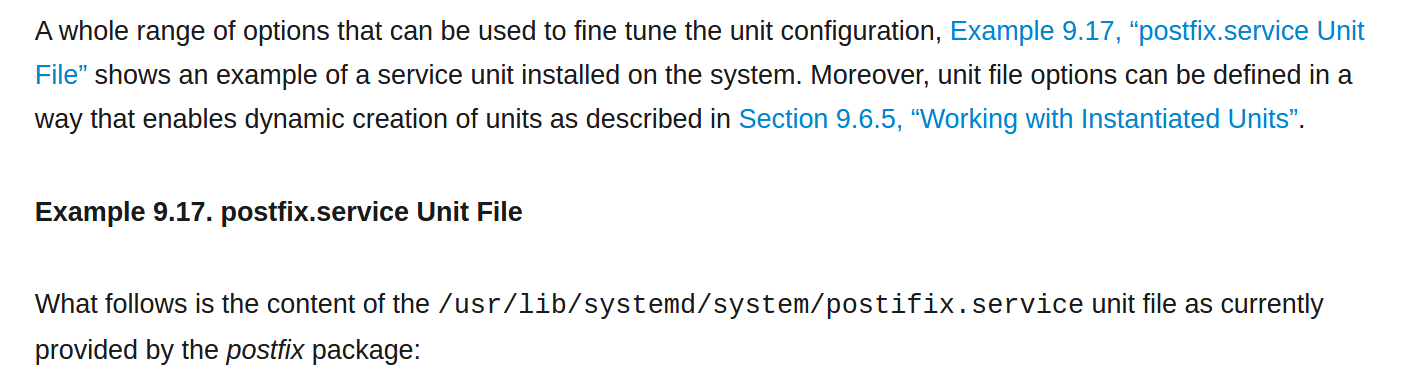 A whole range of options that can be used to fine tune the unit configuration, Example 9.17, “postfix.service Unit
File” shows an example of a service unit installed on the system. Moreover, unit file options can be defined in a
way that enables dynamic creation of units as described in Section 9.6.5, “Working with Instantiated Units”.
Example 9.17. postfix.service Unit File
What follows is the content of the /usr/lib/systemd/system/postifix.service unit file as currently
provided by the postfix package: